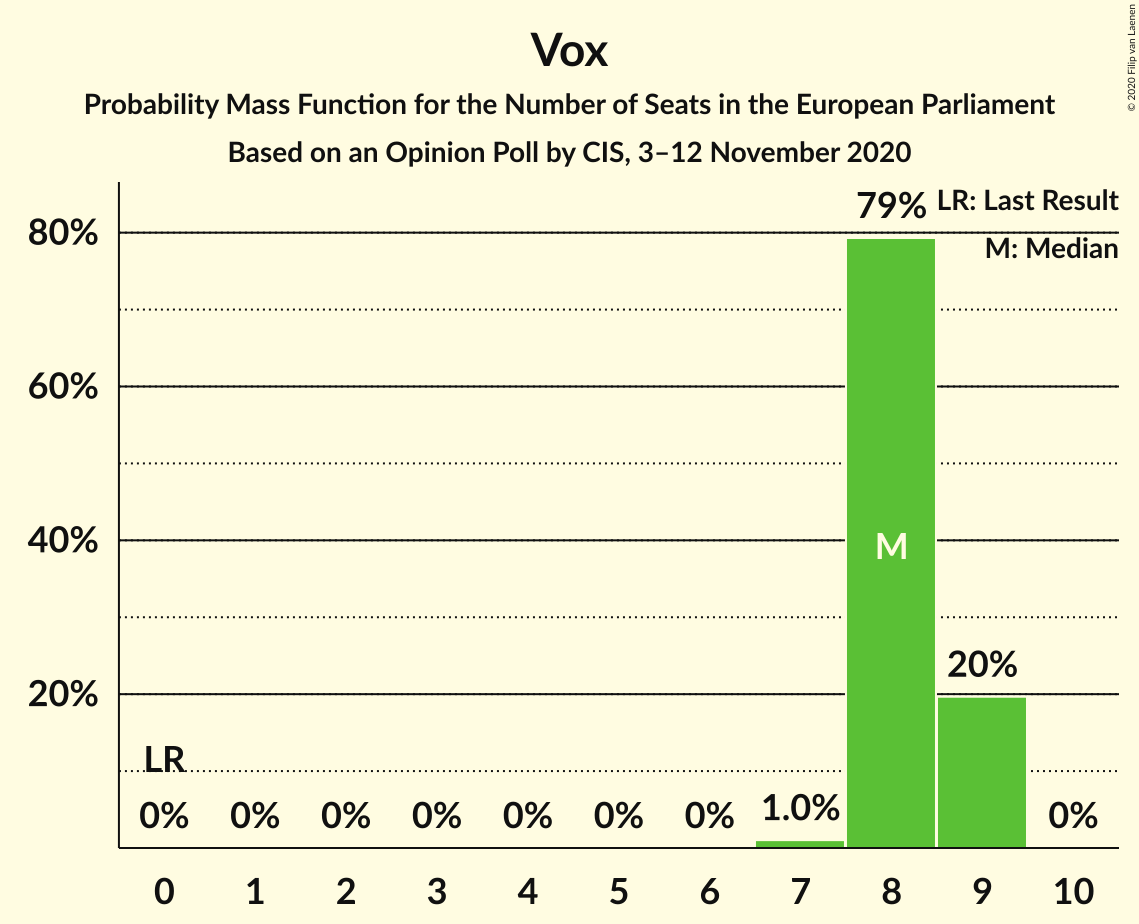 Vox
Probability Mass Function for the Number of Seats in the European Parliament
Based on an Opinion Poll by CIS, 3–12 November 2020
© 2020 Filip van Laenen
LR: Last Result
M: Median
80%
60%
40%
20%
LR
0%
0%
0%
0%
0%
0%
0%
1.0%
79%
M
20%
0%
0 1 2 3 4 5 6 7 8 9 10